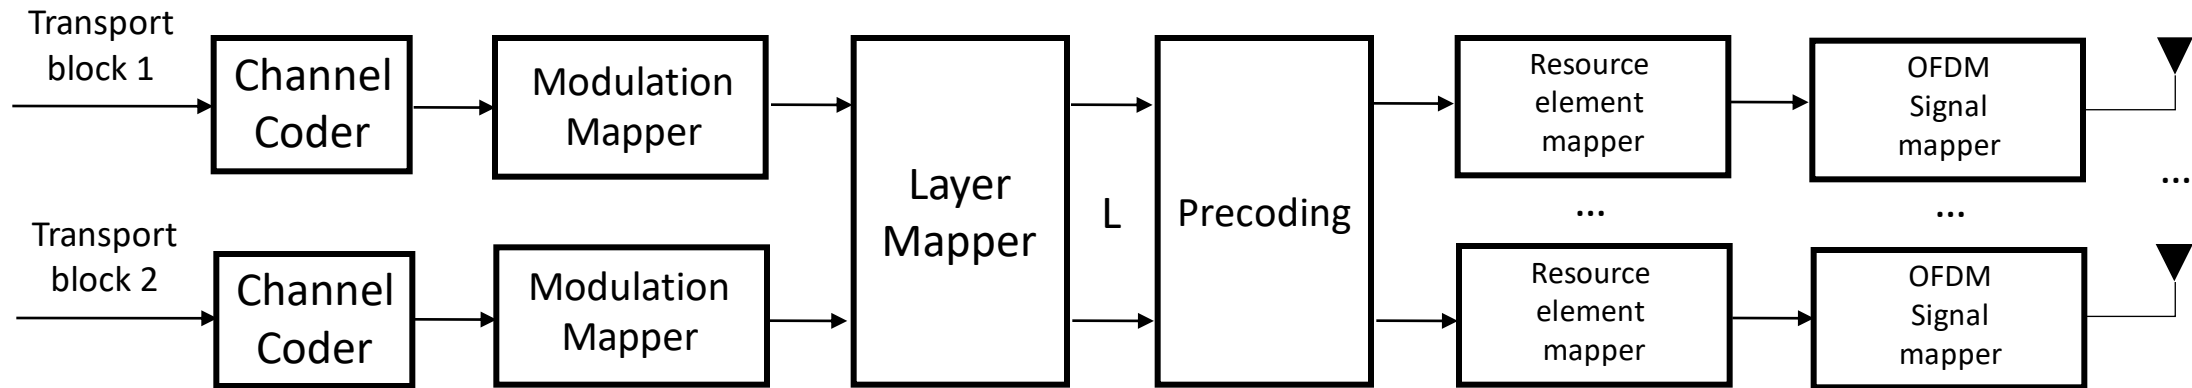 Transport
block 1
Channel
Coder
Modulation
Mapper
Transport
block 2
Channel
Coder
Modulation
Mapper
Layer
Mapper
L
Precoding
Resource
element
mapper
OFDM
Signal
mapper
...
...
...
Resource
element
mapper
OFDM
Signal
mapper